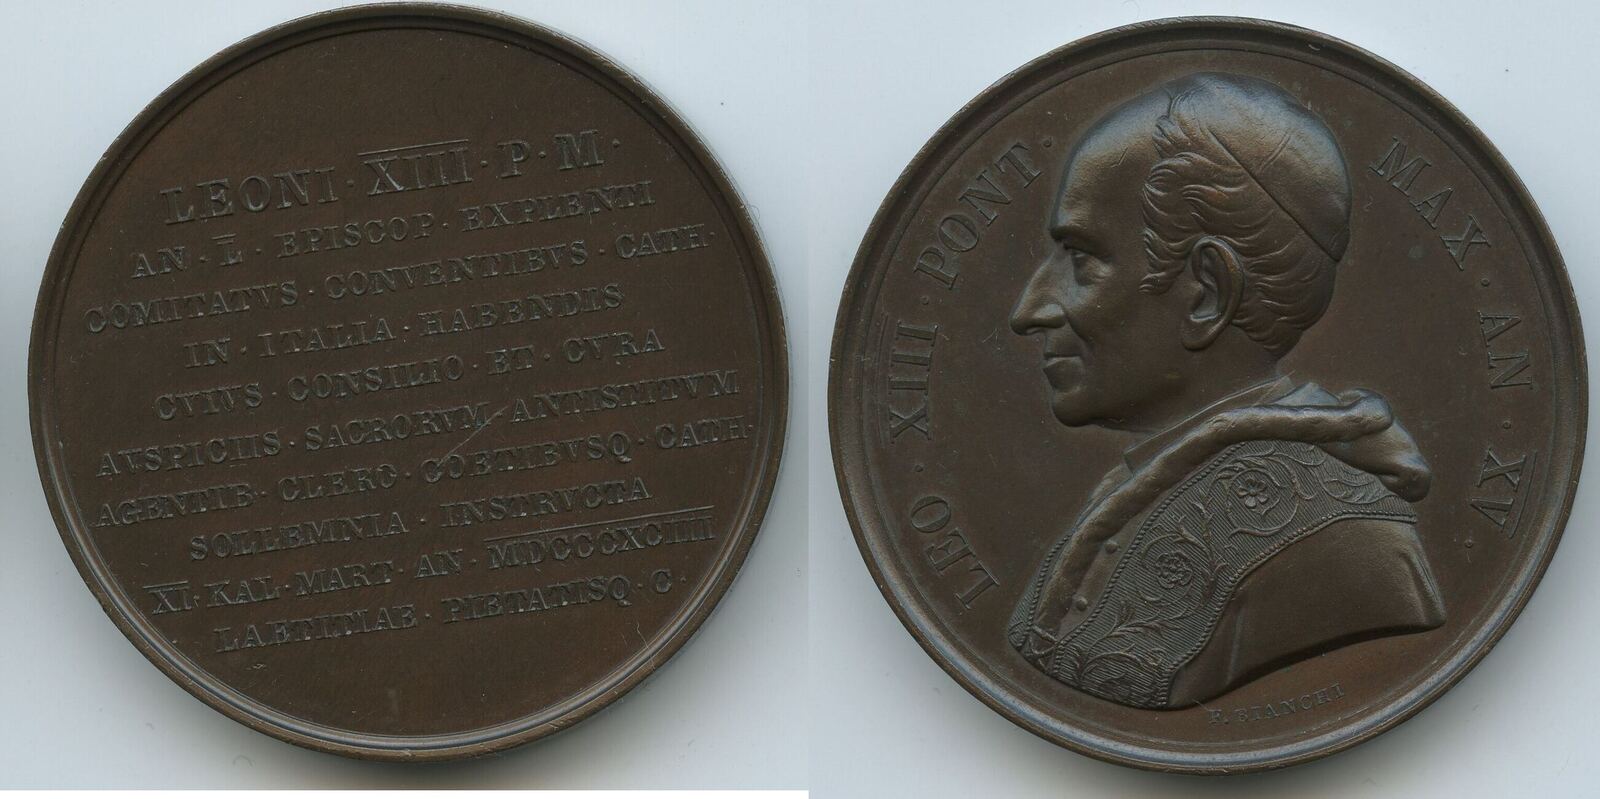 LEONI · XIII · P · M ·
AN · L · EPISCOP · EXPLENTI
COMITATVS · CONVENTIBVS · CATH ·
IN · ITALIA · HABENDIS
CVIVS · CONSILIO · ET · CVRA
AVSPICIIS · SACRORVM · ANTISTITVM
AGENTIB · CLERO · COETIBVSQ · CATH ·
SOLLEMNIA · INSTRVCTA
XI · KAL · MART · AN · MDCCCXCIIII
LAETITIAE · PIETATISQ · C ·
LEO · XIII · PONT · MAX · AN · XV ·
F. BIANCHI